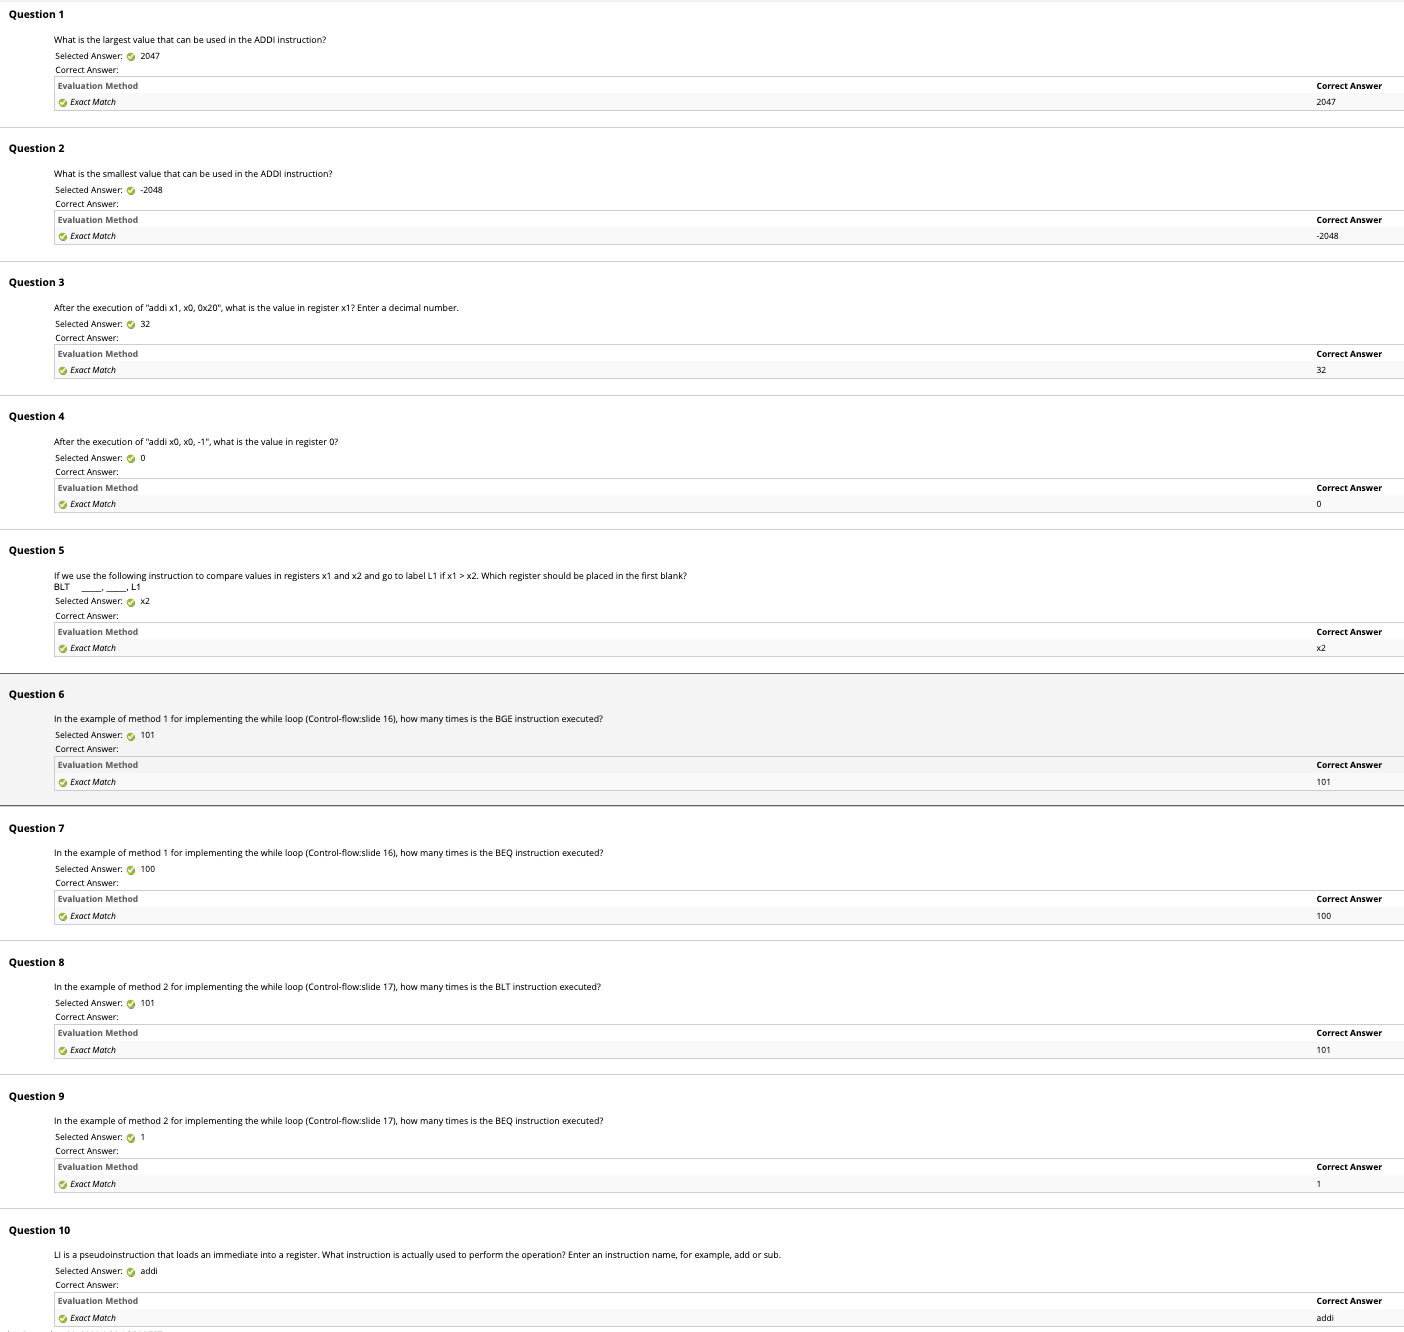 Question 1
What is the largest value that can be used in the ADDI instruction?
Selected Answer: 2047
Correct Answer:
Evaluation Method Correct Answer
Exact Match 2047
Question 2
What is the smallest value that can be used in the ADDI instruction?
Selected Answer: -2048
Correct Answer:
Evaluation Method Correct Answer
Exact Match -2048
Question 3
After the execution of "addi x1, x0, 0x20", what is the value in register x1? Enter a decimal number.
Selected Answer: 32
Correct Answer:
Evaluation Method Correct Answer
Exact Match 32
Question 4
After the execution of "addi x0, x0, -1", what is the value in register 0?
Selected Answer: 0
Correct Answer:
Evaluation Method Correct Answer
Exact Match 0
Question 5
If we use the following instruction to compare values in registers x1 and x2 and go to label L1 if x1 > x2. Which register should be placed in the first blank?
BLT ____, ____, L1
Selected Answer: x2
Correct Answer:
Evaluation Method Correct Answer
Exact Match x2
Question 6
In the example of method 1 for implementing the while loop (Control-flow:slide 16), how many times is the BGE instruction executed?
Selected Answer: 101
Correct Answer:
Evaluation Method Correct Answer
Exact Match 101
Question 7
In the example of method 1 for implementing the while loop (Control-flow:slide 16), how many times is the BEQ instruction executed?
Selected Answer: 100
Correct Answer:
Evaluation Method Correct Answer
Exact Match 100
Question 8
In the example of method 2 for implementing the while loop (Control-flow:slide 17), how many times is the BLT instruction executed?
Selected Answer: 101
Correct Answer:
Evaluation Method Correct Answer
Exact Match 101
Question 9
In the example of method 2 for implementing the while loop (Control-flow:slide 17), how many times is the BEQ instruction executed?
Selected Answer: 1
Correct Answer:
Evaluation Method Correct Answer
Exact Match 1
Question 10
LI is a pseudoinstruction that loads an immediate into a register. What instruction is actually used to perform the operation? Enter an instruction name, for example, add or sub.
Selected Answer: addi
Correct Answer:
Evaluation Method Correct Answer
Exact Match addi